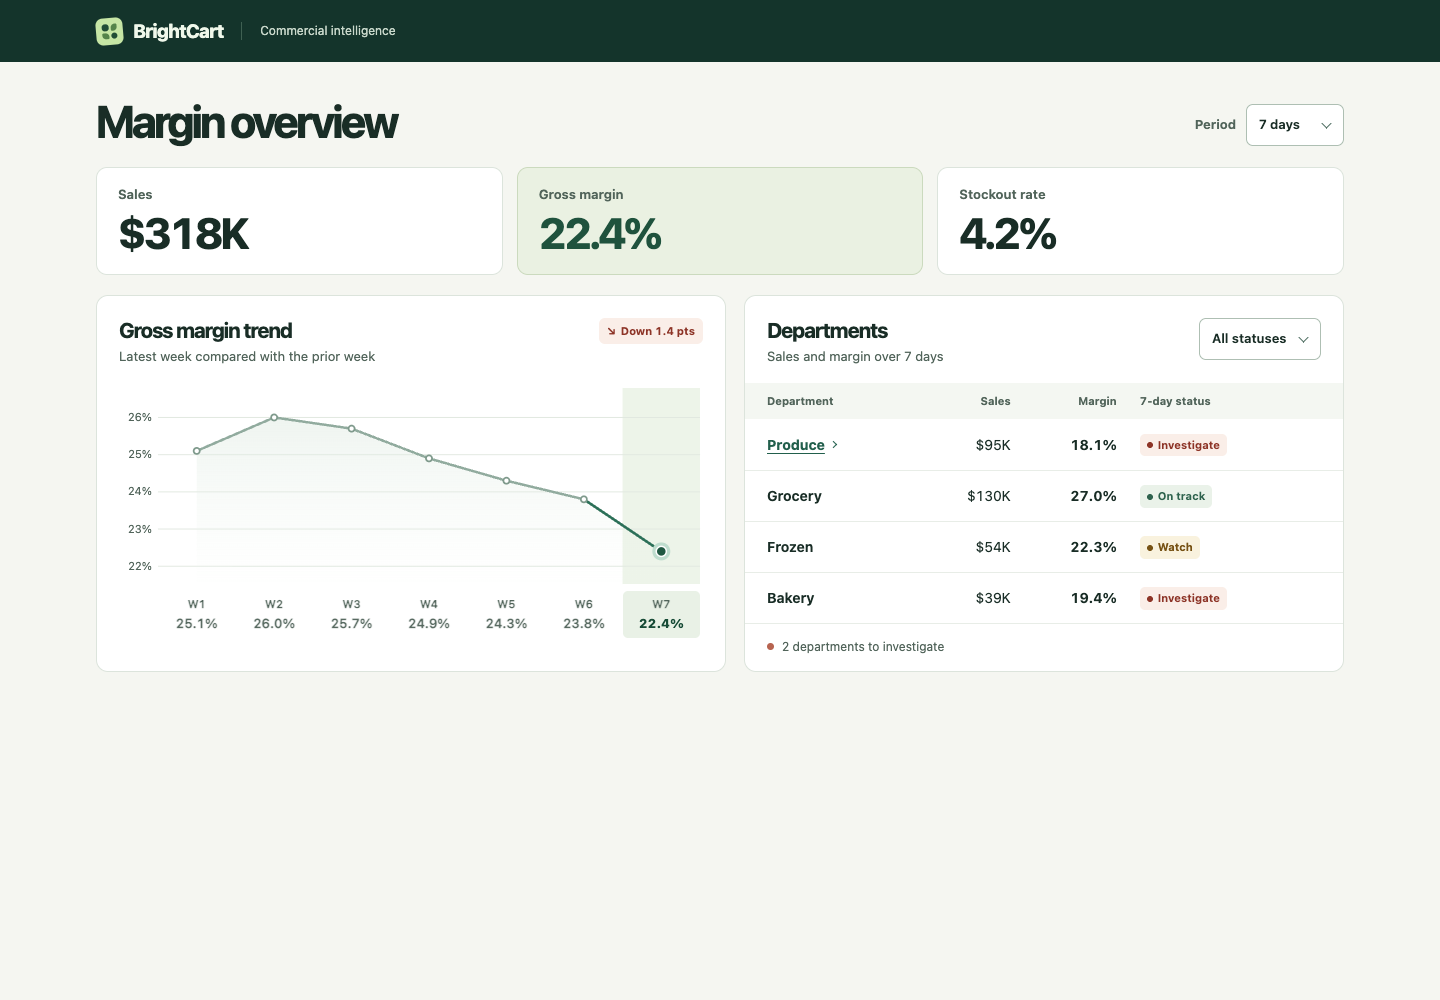 BrightCart
Commercial intelligence
Margin overview
Period
7 days
Sales
$318K
Gross margin
22.4%
Stockout rate
4.2%
Gross margin trend
Down 1.4 pts
Latest week compared with the prior week
26%
25%
24%
23%
22%
W1 W2 W3 W4 W5 W6 W7
25.1% 26.0% 25.7% 24.9% 24.3% 23.8% 22.4%
Departments
Sales and margin over 7 days
All statuses
Department Sales Margin 7-day status
Produce $95K 18.1% Investigate
Grocery $130K 27.0% On track
Frozen $54K 22.3% Watch
Bakery $39K 19.4% Investigate
2 departments to investigate